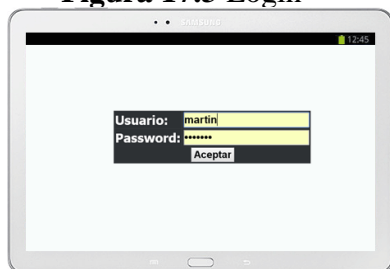 Figura 17.3 Login
SAMSUNG
12:45
Usuario: martin
Password: •••••••
Aceptar